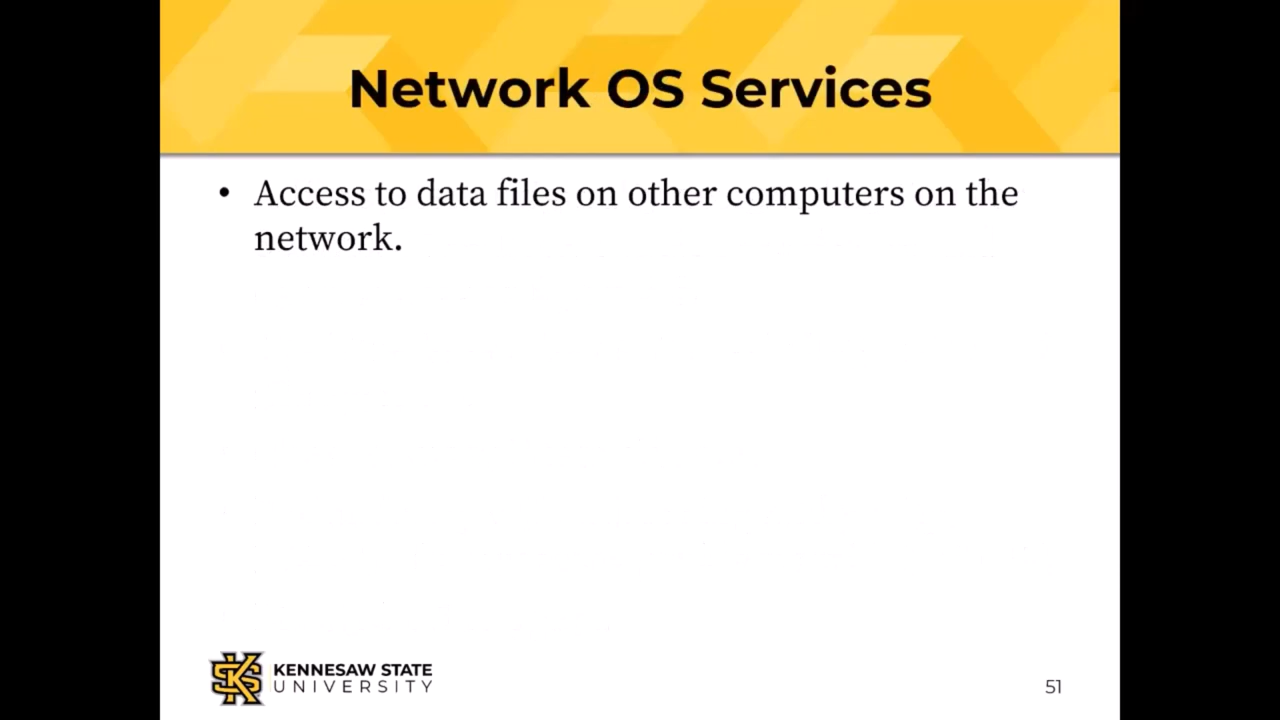 Network OS Services
• Access to data files on other computers on the
network.
KENNESAW STATE
UNIVERSITY
51